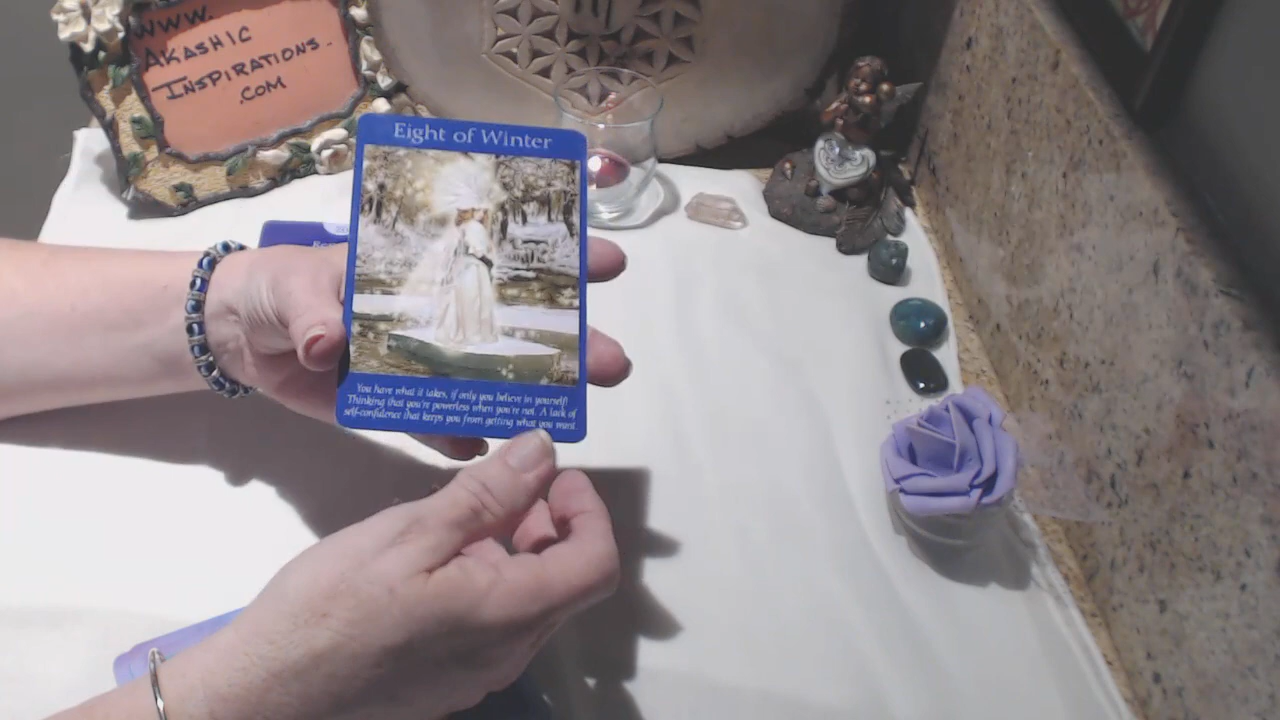 WWW.
AKASHIC
INSPIRATIONS.
.COM
Eight of Winter
You have what it takes, if only you believe in yourself!
Thinking that you're powerless when you're not. A lack of
self-confidence that keeps you from getting what you want.